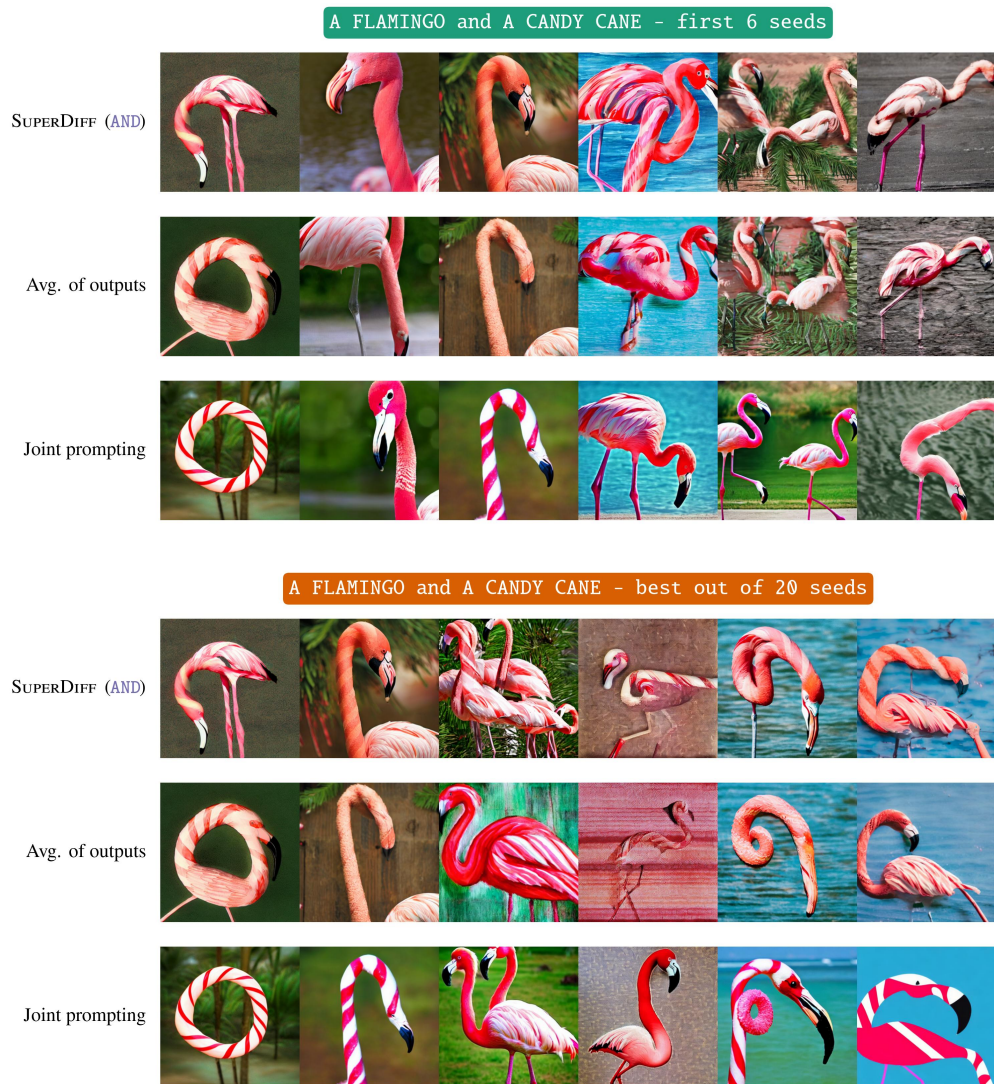 A FLAMINGO and A CANDY CANE - first 6 seeds
SUPERDIFF (AND)
Avg. of outputs
Joint prompting
A FLAMINGO and A CANDY CANE - best out of 20 seeds
SUPERDIFF (AND)
Avg. of outputs
Joint prompting